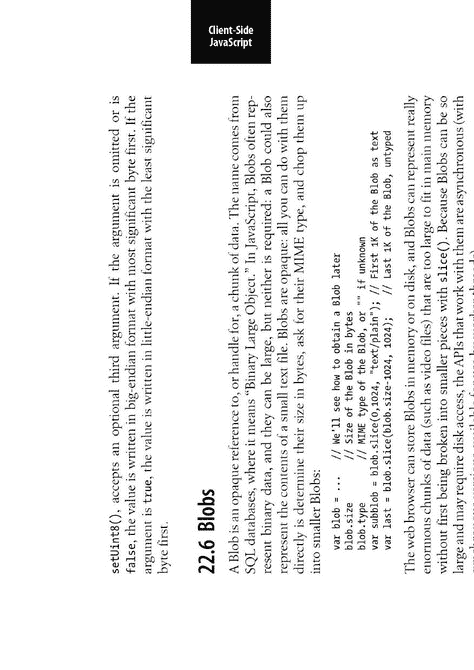 Client-Side
JavaScript
setUint8(), accepts an optional third argument. If the argument is omitted or is
false, the value is written in big-endian format with most significant byte first. If the
argument is true, the value is written in little-endian format with the least significant
byte first.
22.6 Blobs
A Blob is an opaque reference to, or handle for, a chunk of data. The name comes from
SQL databases, where it means “Binary Large Object.” In JavaScript, Blobs often rep-
resent binary data, and they can be large, but neither is required: a Blob could also
represent the contents of a small text file. Blobs are opaque: all you can do with them
directly is determine their size in bytes, ask for their MIME type, and chop them up
into smaller Blobs:
var blob = ... // We'll see how to obtain a Blob later
blob.size // Size of the Blob in bytes
blob.type // MIME type of the Blob, or "" if unknown
var subblob = blob.slice(0,1024, "text/plain"); // First 1K of the Blob as text
var last = blob.slice(blob.size-1024, 1024); // Last 1K of the Blob, untyped
The web browser can store Blobs in memory or on disk, and Blobs can represent really
enormous chunks of data (such as video files) that are too large to fit in main memory
without first being broken into smaller pieces with slice(). Because Blobs can be so
large and may require disk access, the APIs that work with them are asynchronous (with